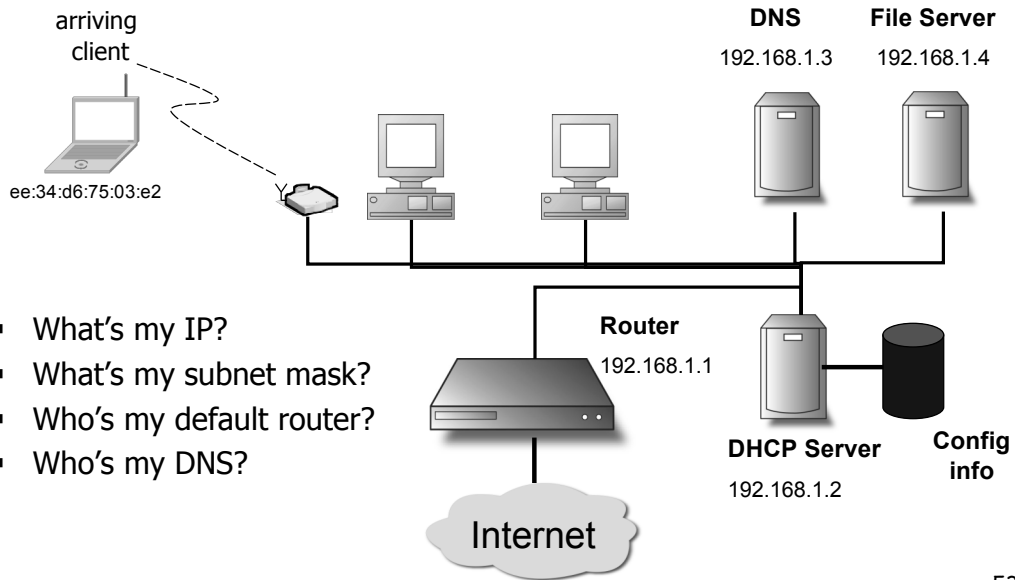 arriving
client
ee:34:d6:75:03:e2
DNS
192.168.1.3
File Server
192.168.1.4
▪ What's my IP?
▪ What's my subnet mask?
▪ Who's my default router?
▪ Who's my DNS?
Router
192.168.1.1
DHCP Server
192.168.1.2
Config
info
Internet